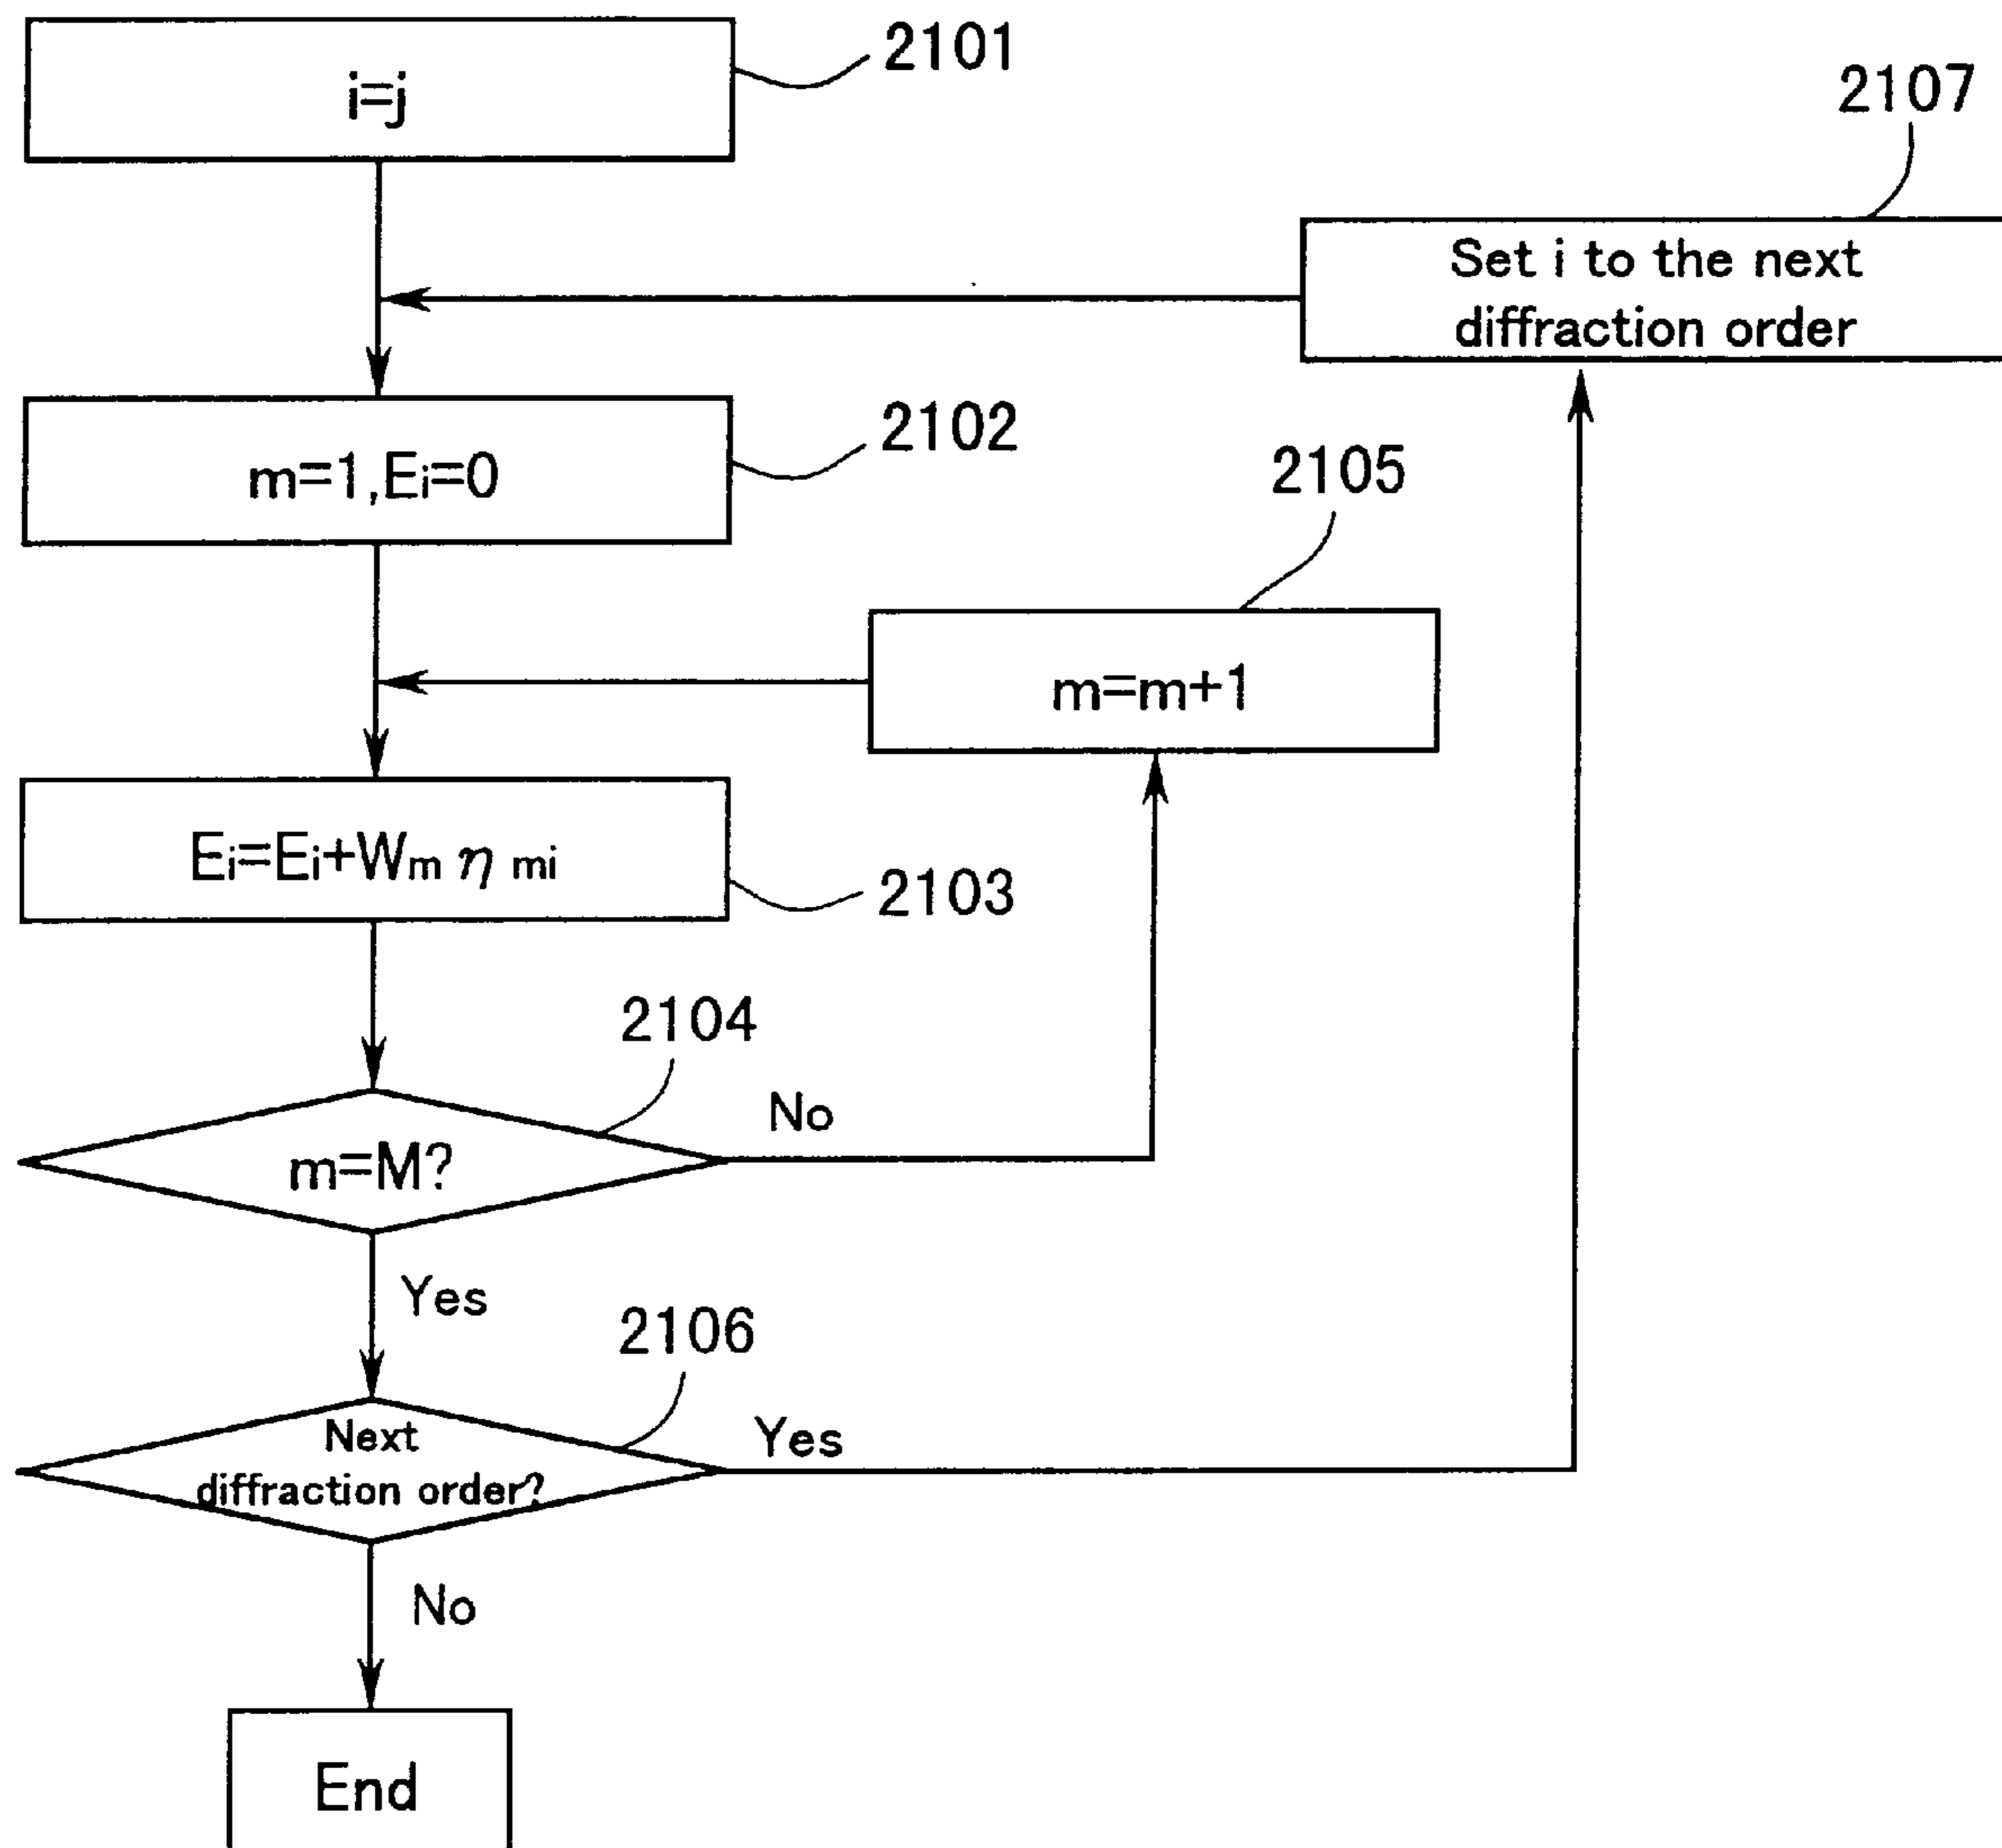 i=j
2101
2107
Set i to the next
diffraction order
m=1,Ei=0
2102
2105
m=m+1
Ei=Ei+Wm η mi
2103
2104
No
m=M?
Yes
2106
Next
diffraction order?
Yes
No
End